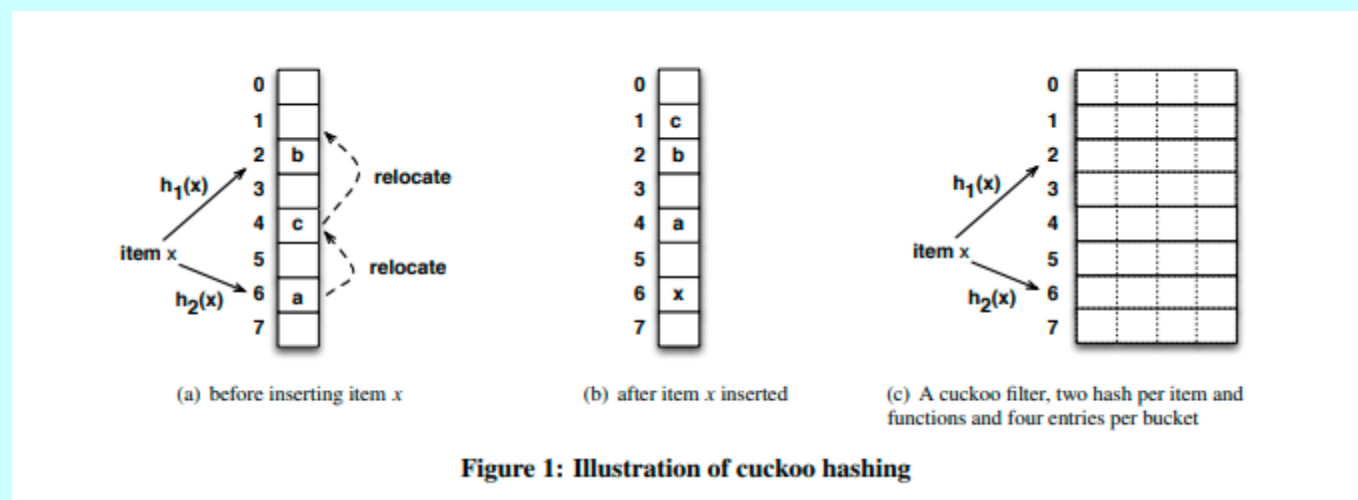 0
1
2 b
3
4 c
5
6 a
7
h1(x)
item x
h2(x)
relocate
relocate
(a) before inserting item x
0
1 c
2 b
3
4 a
5
6 x
7
(b) after item x inserted
0
1
2
3
4
5
6
7
h1(x)
item x
h2(x)
(c) A cuckoo filter, two hash per item and
functions and four entries per bucket
Figure 1: Illustration of cuckoo hashing